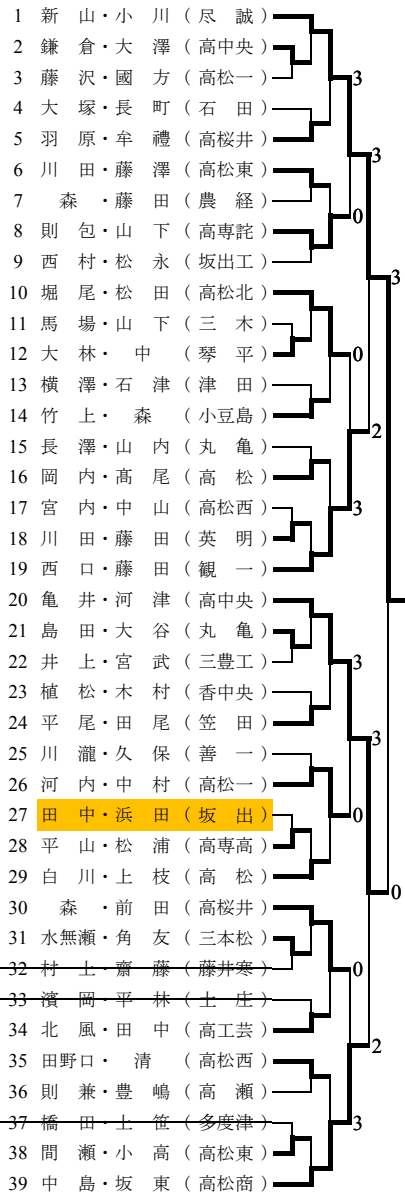 1 新 山・小 川 (尽 誠)
2 鎌 倉・大 澤 (高中央)
3 藤 沢・國 方 (高松一)
3
4 大 塚・長 町 (石 田)
5 羽 原・牟 禮 (高桜井)
3
6 川 田・藤 澤 (高松東)
7 森 ・藤 田 (農 経)
0
8 則 包・山 下 (高専詫)
9 西 村・松 永 (坂出工)
3
10 堀 尾・松 田 (高松北)
11 馬 場・山 下 (三 木)
12 大 林・ 中 (琴 平)
0
13 横 澤・石 津 (津 田)
14 竹 上・ 森 (小豆島)
2
15 長 澤・山 内 (丸 亀)
16 岡 内・髙 尾 (高 松)
17 宮 内・中 山 (高松西)
3
18 川 田・藤 田 (英 明)
19 西 口・藤 田 (観 一)
20 亀 井・河 津 (高中央)
21 島 田・大 谷 (丸 亀)
22 井 上・宮 武 (三豊工)
3
23 植 松・木 村 (香中央)
24 平 尾・田 尾 (笠 田)
3
25 川 瀧・久 保 (善 一)
26 河 内・中 村 (高松一)
27 田 中・浜 田 (坂 出)
0
28 平 山・松 浦 (高専高)
29 白 川・上 枝 (高 松)
0
30 森 ・前 田 (高桜井)
31 水無瀬・角 友 (三本松)
32 村 上・齋 藤 (藤井寒)
0
33 濱 岡・平 林 (土 庄)
34 北 風・田 中 (高工芸)
2
35 田野口・ 清 (高松西)
36 則 兼・豊 嶋 (高 瀬)
37 橋 田・上 笹 (多度津)
3
38 間 瀬・小 高 (高松東)
39 中 島・坂 東 (高松商)